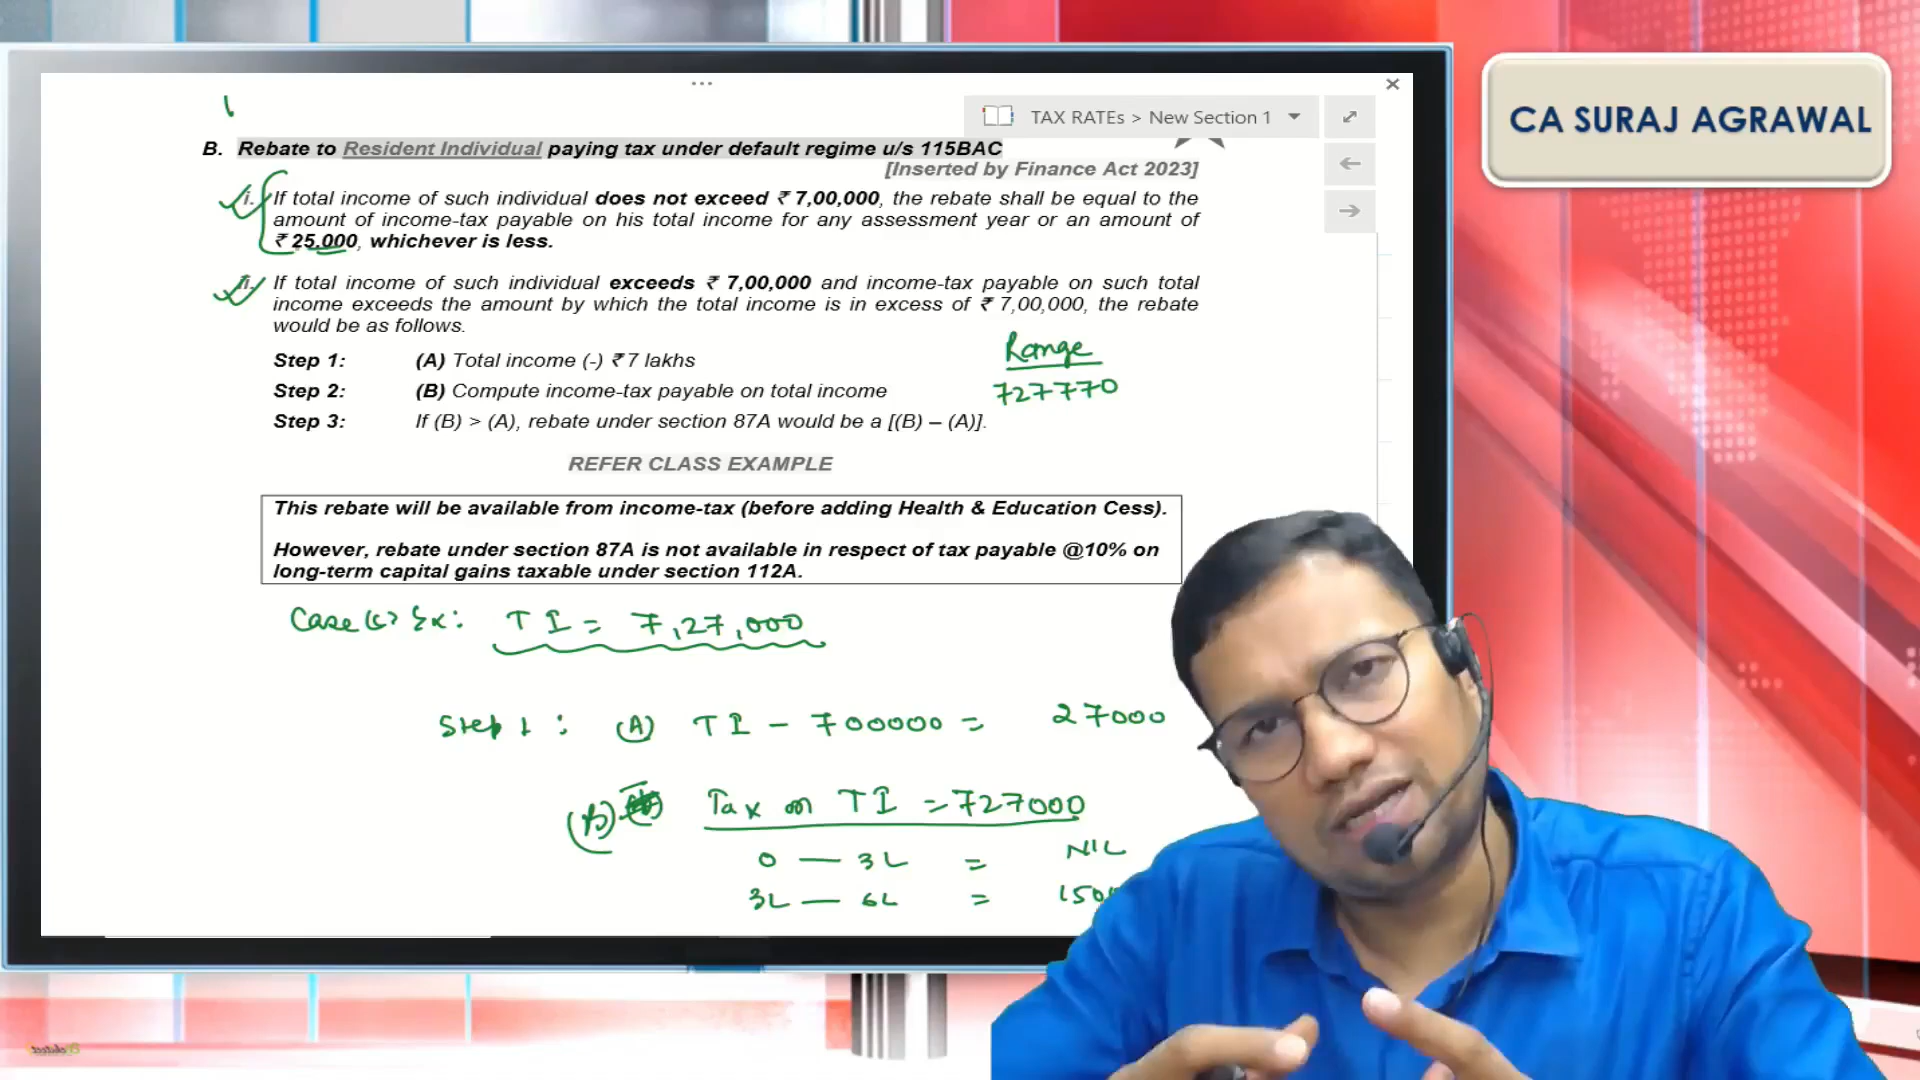 TAX RATEs > New Section 1
CA SURAJ AGRAWAL
B. Rebate to Resident Individual paying tax under default regime u/s 115BAC
[Inserted by Finance Act 2023]
i. If total income of such individual does not exceed ₹ 7,00,000, the rebate shall be equal to the
amount of income-tax payable on his total income for any assessment year or an amount of
₹ 25,000, whichever is less.
ii. If total income of such individual exceeds ₹ 7,00,000 and income-tax payable on such total
income exceeds the amount by which the total income is in excess of ₹ 7,00,000, the rebate
would be as follows.
Range
727770
Step 1: (A) Total income (-) ₹ 7 lakhs
Step 2: (B) Compute income-tax payable on total income
Step 3: If (B) > (A), rebate under section 87A would be a [(B) – (A)].
REFER CLASS EXAMPLE
This rebate will be available from income-tax (before adding Health & Education Cess).
However, rebate under section 87A is not available in respect of tax payable @10% on
long-term capital gains taxable under section 112A.
Case Ex: TI = 7,27,000
Step 1 : (A) TI - 700000 = 27000
(B) Tax on TI = 727000
0 — 3L = NIL
3L — 6L =